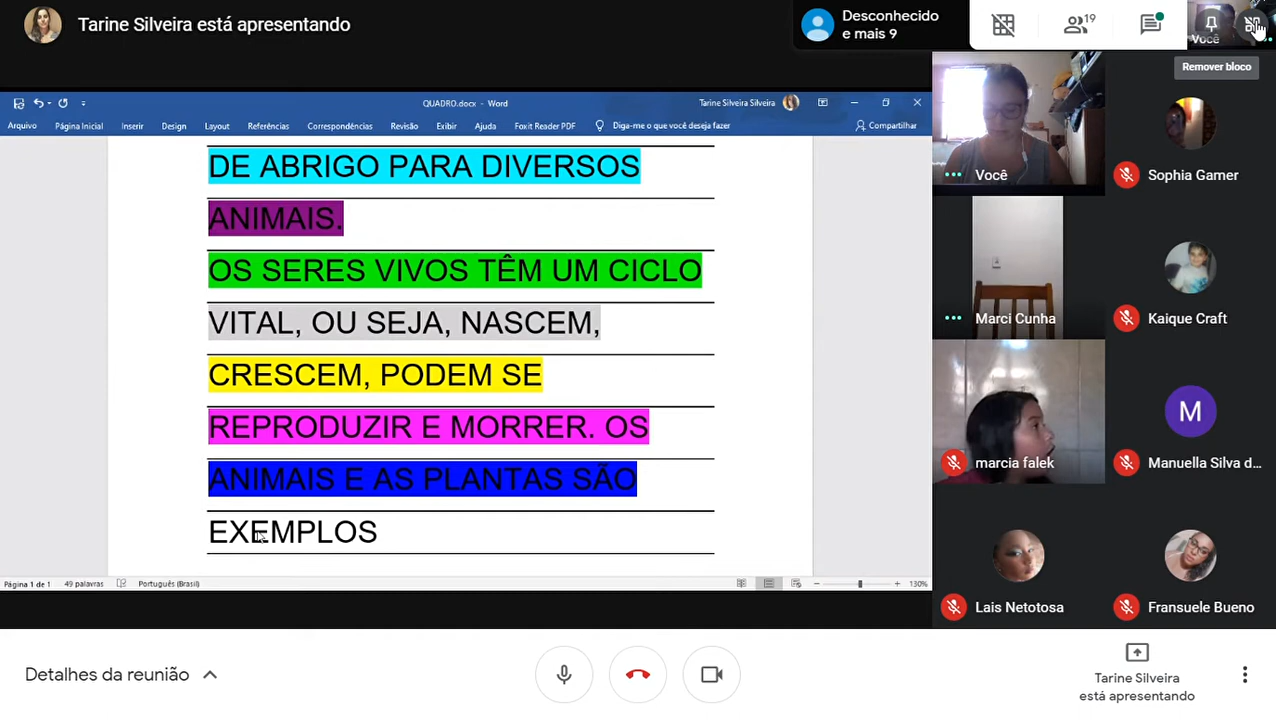 Tarine Silveira está apresentando
Desconhecido
e mais 9
19
Você
Remover bloco
QUADRO.docx - Word
Tarine Silveira Silveira
Arquivo
Página Inicial
Inserir
Design
Layout
Referências
Correspondências
Revisão
Exibir
Ajuda
Foxit Reader PDF
Diga-me o que você deseja fazer
Compartilhar
DE ABRIGO PARA DIVERSOS
ANIMAIS.
OS SERES VIVOS TÊM UM CICLO
VITAL, OU SEJA, NASCEM,
CRESCEM, PODEM SE
REPRODUZIR E MORRER. OS
ANIMAIS E AS PLANTAS SÃO
EXEMPLOS
Página 1 de 1
49 palavras
Português (Brasil)
130%
Você
Sophia Gamer
Marci Cunha
Kaique Craft
marcia falek
M
Manuella Silva d...
Lais Netotosa
Fransuele Bueno
Detalhes da reunião
Tarine Silveira
está apresentando